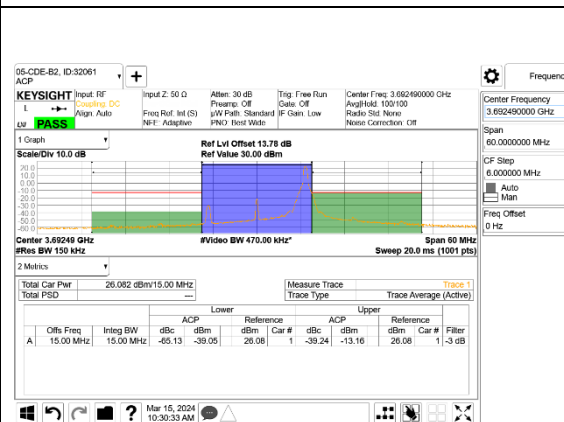 05-CDE-B2, ID:32061
ACP
+
Frequenc
KEYSIGHT Input: RF Input Z: 50 Ω Atten: 30 dB Trig: Free Run Center Freq: 3.692490000 GHz
L Coupling: DC Preamp: Off Gate: Off Avg|Hold: 100/100
Align: Auto Freq Ref: Int (S) µW Path: Standard IF Gain: Low Radio Std: None
PASS NFE: Adaptive PNO: Best Wide Noise Correction: Off
Center Frequency
3.692490000 GHz
Span
60.0000000 MHz
CF Step
6.000000 MHz
Auto
Man
Freq Offset
0 Hz
1 Graph
Scale/Div 10.0 dB
Ref Lvl Offset 13.78 dB
Ref Value 30.00 dBm
20.0
10.0
0.00
-10.0
-20.0
-30.0
-40.0
-50.0
-60.0
Center 3.69249 GHz #Video BW 470.00 kHz* Span 60 MHz
#Res BW 150 kHz Sweep 20.0 ms (1001 pts)
2 Metrics
Total Car Pwr 26.082 dBm/15.00 MHz Measure Trace Trace 1
Total PSD --- Trace Type Trace Average (Active)
Lower Upper
ACP Reference ACP Reference
Offs Freq Integ BW dBc dBm dBm Car # dBc dBm dBm Car # Filter
A 15.00 MHz 15.00 MHz -65.13 -39.05 26.08 1 -39.24 -13.16 26.08 1 -3 dB
?
Mar 15, 2024
10:30:33 AM